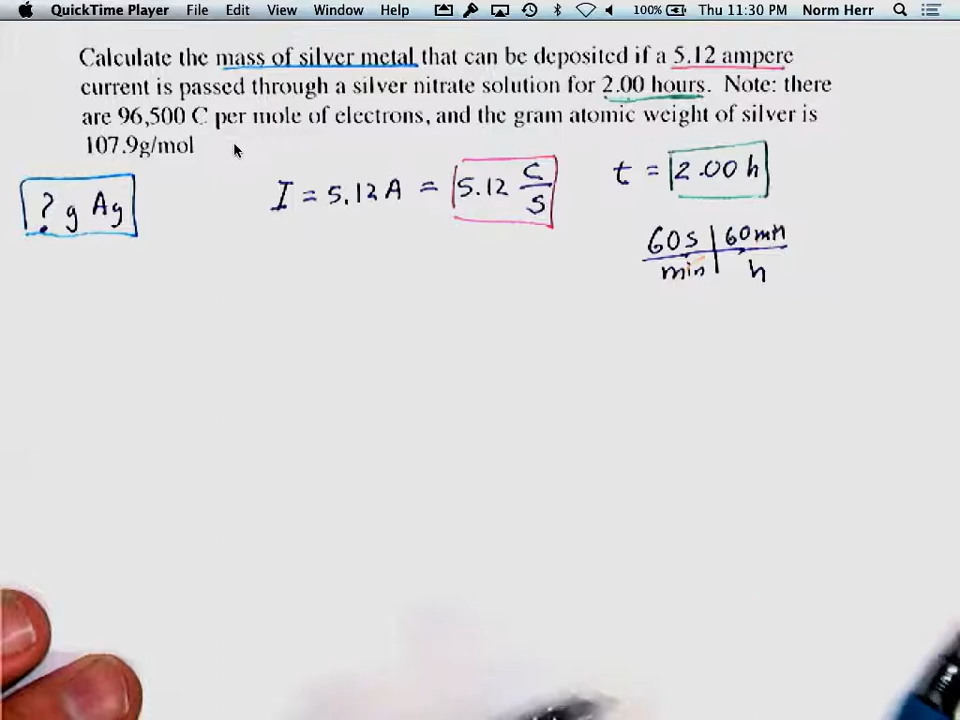 QuickTime Player File Edit View Window Help 100% Thu 11:30 PM Norm Herr
Calculate the mass of silver metal that can be deposited if a 5.12 ampere
current is passed through a silver nitrate solution for 2.00 hours. Note: there
are 96,500 C per mole of electrons, and the gram atomic weight of silver is
107.9g/mol
? g Ag
I = 5.12 A = 5.12 C/S
t = 2.00 h
60 s | 60 min
min | h